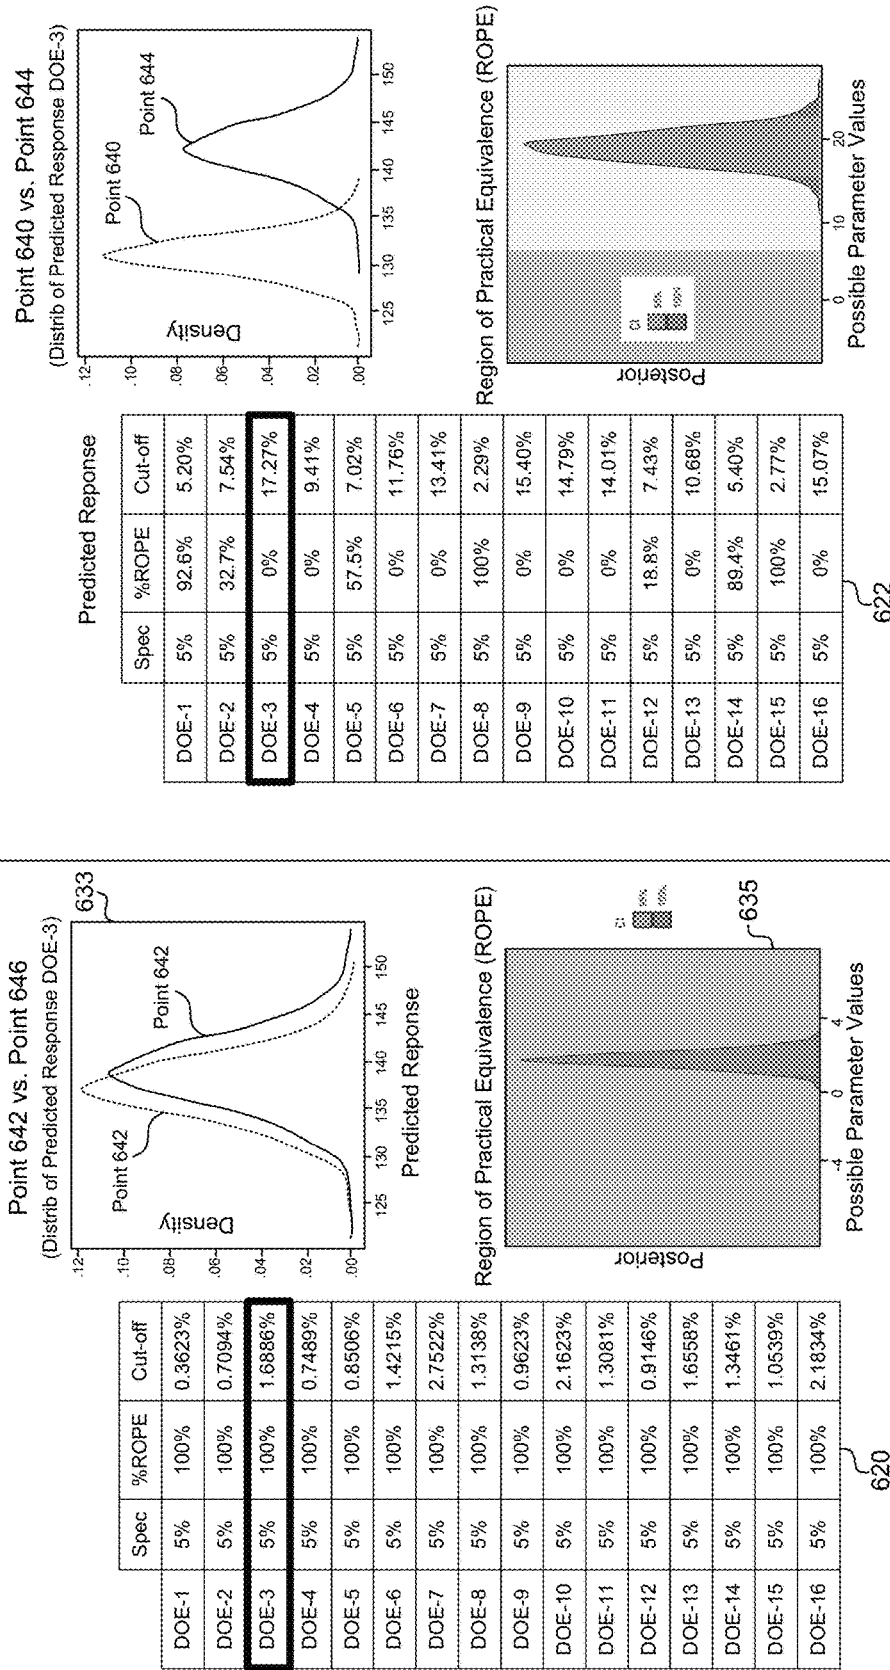 Point 642 vs. Point 646
(Distrib of Predicted Response DOE-3)
633
.12
.10
.08
.06
.04
.02
.00
Density
Point 642
Point 642
125 130 135 140 145 150
Predicted Reponse
Spec %ROPE Cut-off
DOE-1 5% 100% 0.3623%
DOE-2 5% 100% 0.7094%
DOE-3 5% 100% 1.6886%
DOE-4 5% 100% 0.7489%
DOE-5 5% 100% 0.8506%
DOE-6 5% 100% 1.4215%
DOE-7 5% 100% 2.7522%
DOE-8 5% 100% 1.3138%
DOE-9 5% 100% 0.9623%
DOE-10 5% 100% 2.1623%
DOE-11 5% 100% 1.3081%
DOE-12 5% 100% 0.9146%
DOE-13 5% 100% 1.6558%
DOE-14 5% 100% 1.3461%
DOE-15 5% 100% 1.0539%
DOE-16 5% 100% 2.1834%
620
Region of Practical Equivalence (ROPE)
Posterior
CI
100%
635
-4 0 4
Possible Parameter Values
Point 640 vs. Point 644
(Distrib of Predicted Response DOE-3)
.12
.10
.08
.06
.04
.02
.00
Density
Point 640
Point 644
125 130 135 140 145 150
Predicted Reponse
Spec %ROPE Cut-off
DOE-1 5% 92.6% 5.20%
DOE-2 5% 32.7% 7.54%
DOE-3 5% 0% 17.27%
DOE-4 5% 0% 9.41%
DOE-5 5% 57.5% 7.02%
DOE-6 5% 0% 11.76%
DOE-7 5% 0% 13.41%
DOE-8 5% 100% 2.29%
DOE-9 5% 0% 15.40%
DOE-10 5% 0% 14.79%
DOE-11 5% 0% 14.01%
DOE-12 5% 18.8% 7.43%
DOE-13 5% 0% 10.68%
DOE-14 5% 89.4% 5.40%
DOE-15 5% 100% 2.77%
DOE-16 5% 0% 15.07%
622
Region of Practical Equivalence (ROPE)
Posterior
CI
100%
0 10 20
Possible Parameter Values